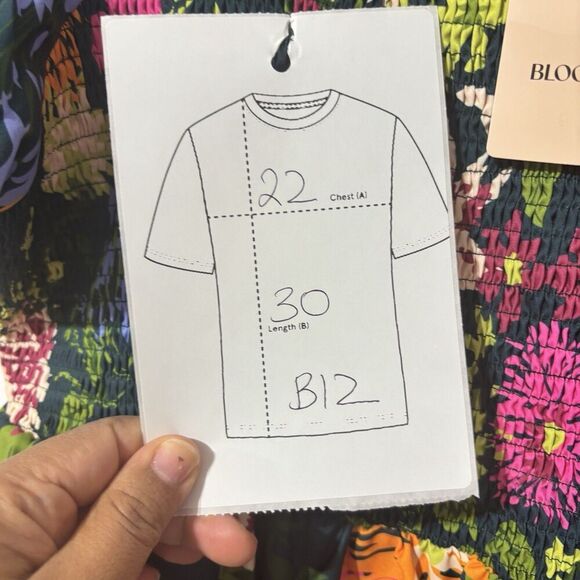 22
Chest (A)
30
Length (B)
B12
BLOO